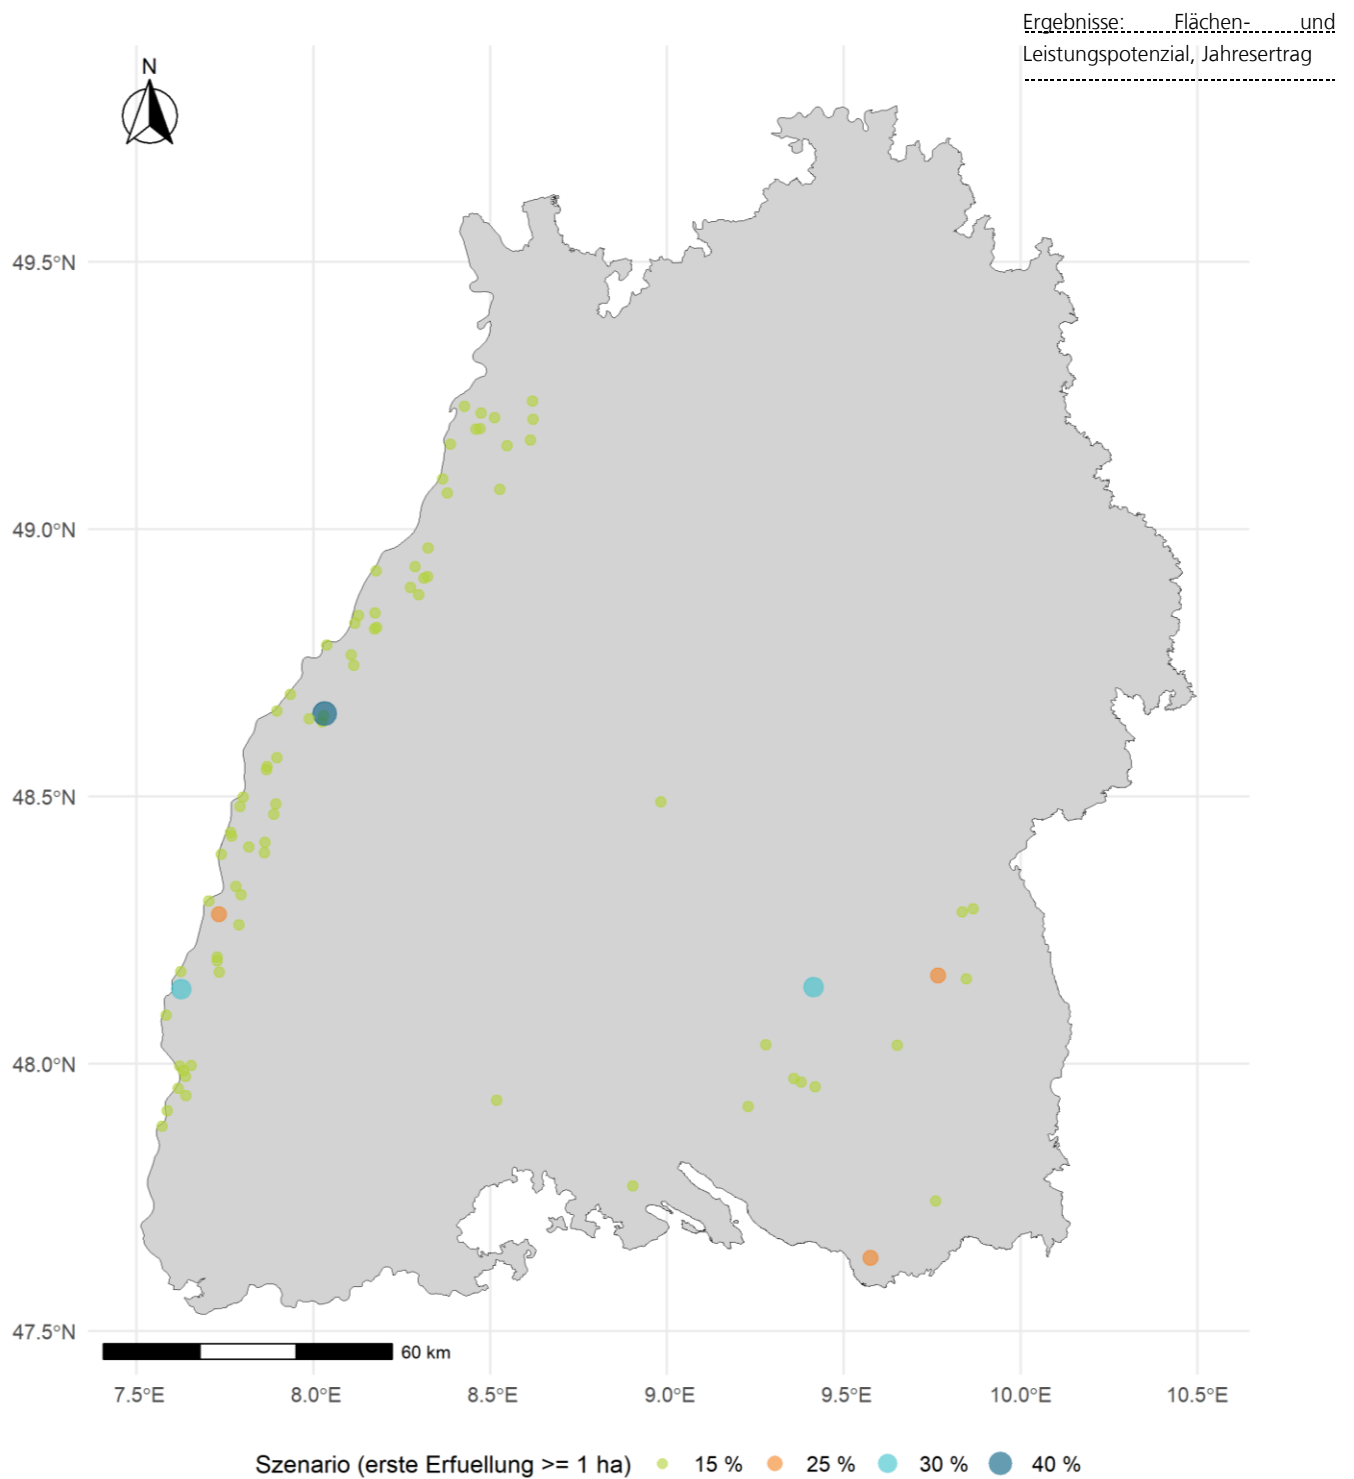 Ergebnisse: Flächen- und
Leistungspotenzial, Jahresertrag
N
49.5°N
49.0°N
48.5°N
48.0°N
47.5°N
60 km
7.5°E 8.0°E 8.5°E 9.0°E 9.5°E 10.0°E 10.5°E
Szenario (erste Erfuellung >= 1 ha) 15 % 25 % 30 % 40 %